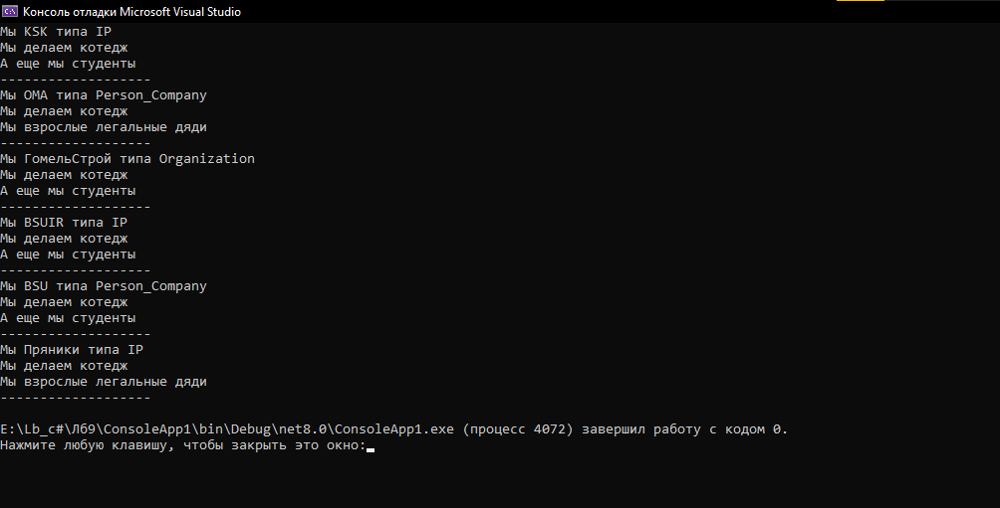 Консоль отладки Microsoft Visual Studio
Мы KSK типа IP
Мы делаем котедж
А еще мы студенты
-------------------
Мы OMA типа Person_Company
Мы делаем котедж
Мы взрослые легальные дяди
-------------------
Мы ГомельСтрой типа Organization
Мы делаем котедж
А еще мы студенты
-------------------
Мы BSUIR типа IP
Мы делаем котедж
А еще мы студенты
-------------------
Мы BSU типа Person_Company
Мы делаем котедж
А еще мы студенты
-------------------
Мы Пряники типа IP
Мы делаем котедж
Мы взрослые легальные дяди
-------------------
E:\Lb_c#\Лб9\ConsoleApp1\bin\Debug\net8.0\ConsoleApp1.exe (процесс 4072) завершил работу с кодом 0.
Нажмите любую клавишу, чтобы закрыть это окно: